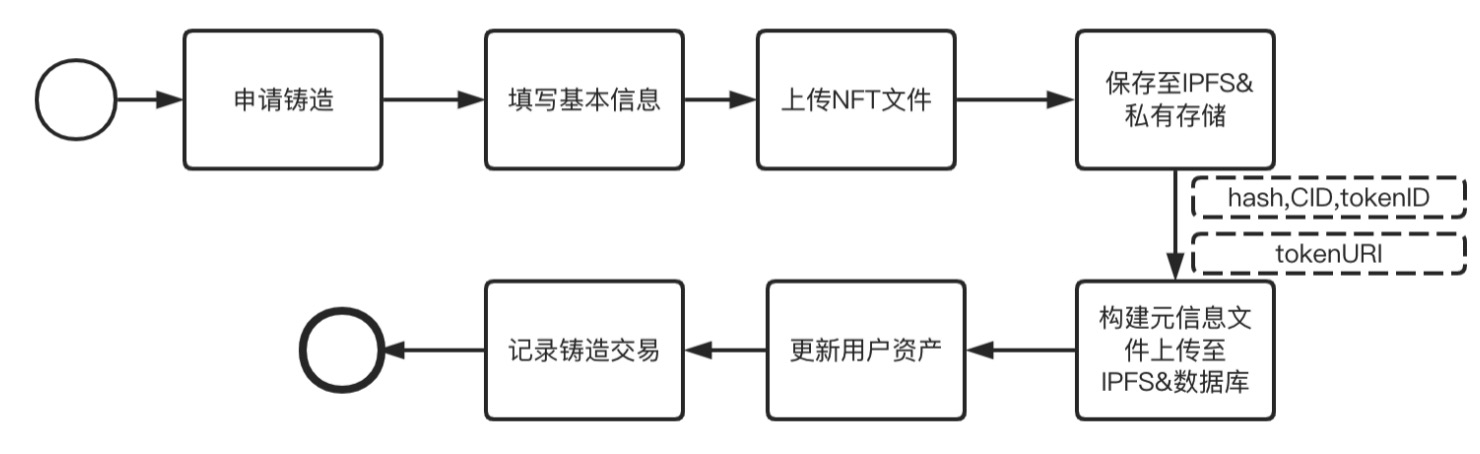 申请铸造
填写基本信息
上传NFT文件
保存至IPFS&
私有存储
hash,CID,tokenID
tokenURI
构建元信息文
件上传至
IPFS&数据库
更新用户资产
记录铸造交易